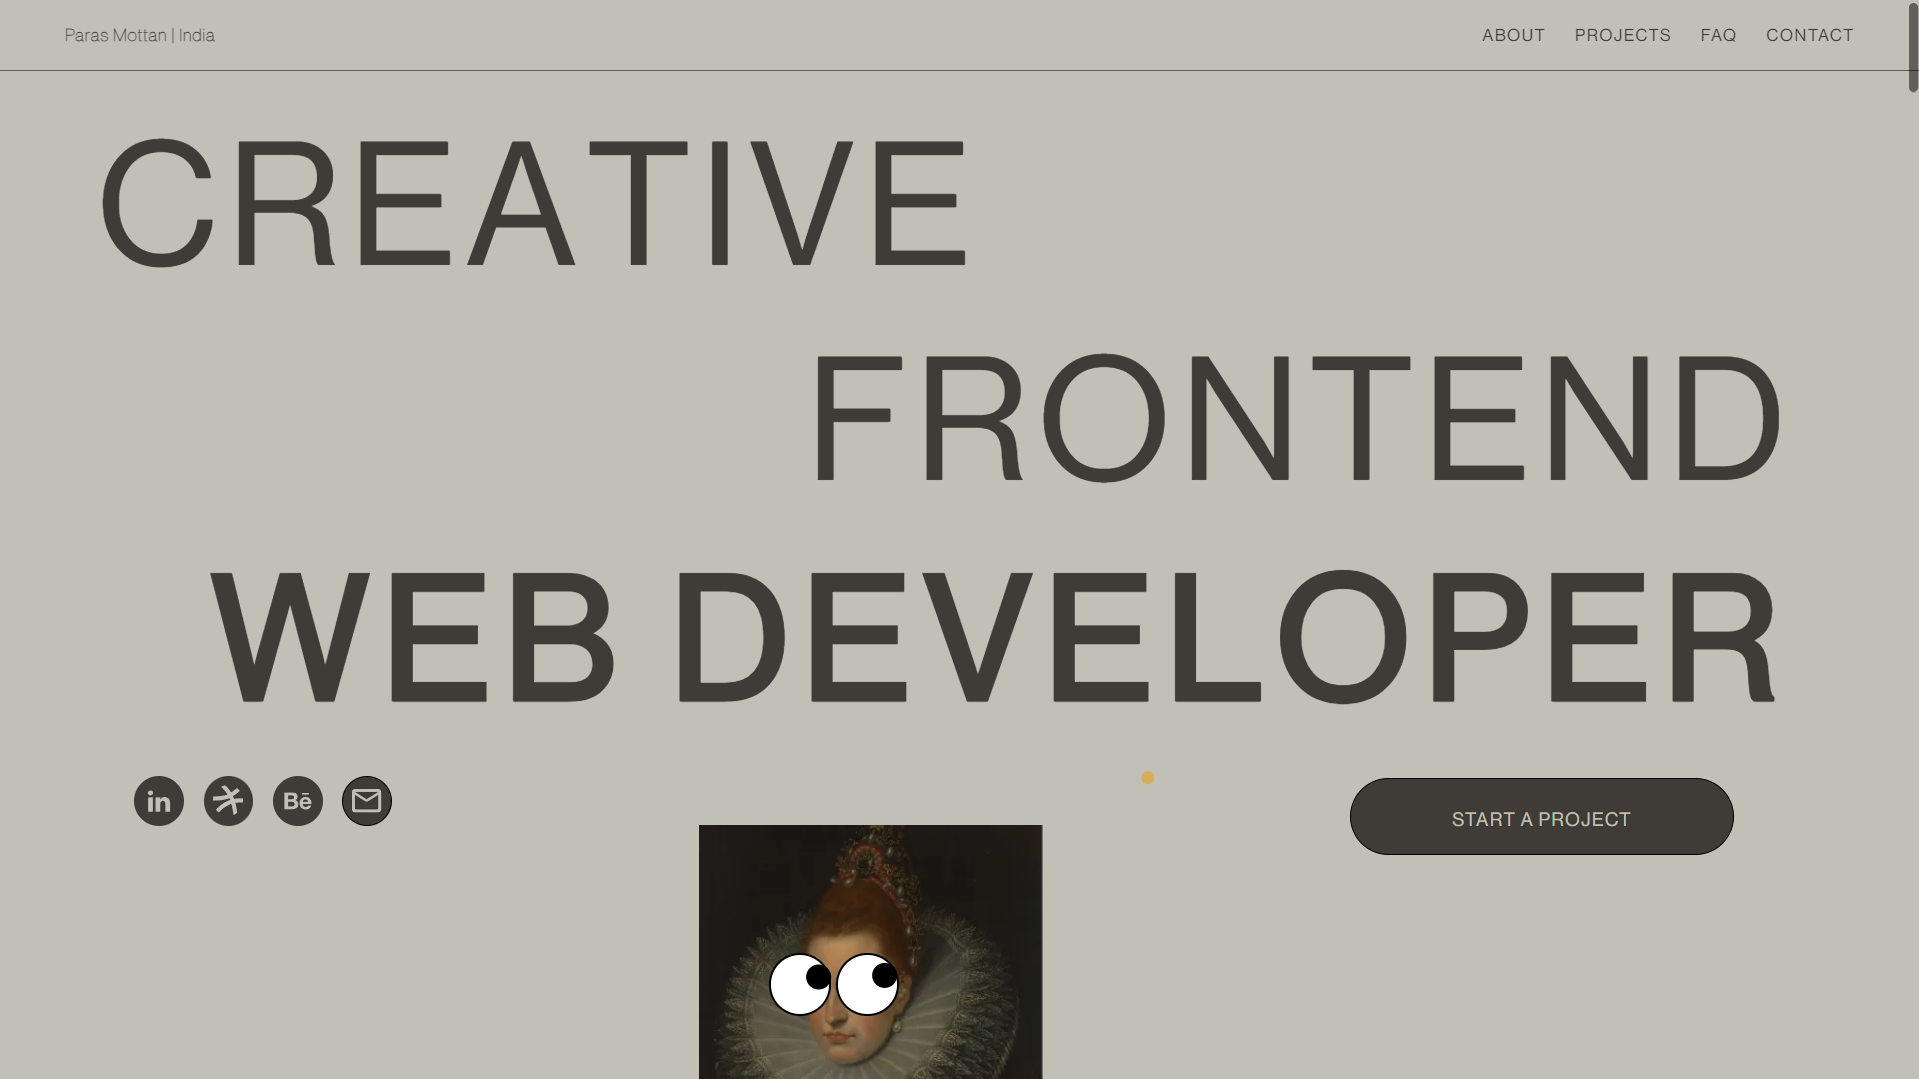 Paras Mottan | India
ABOUT PROJECTS FAQ CONTACT
CREATIVE
FRONTEND
WEB DEVELOPER
in Bē
START A PROJECT